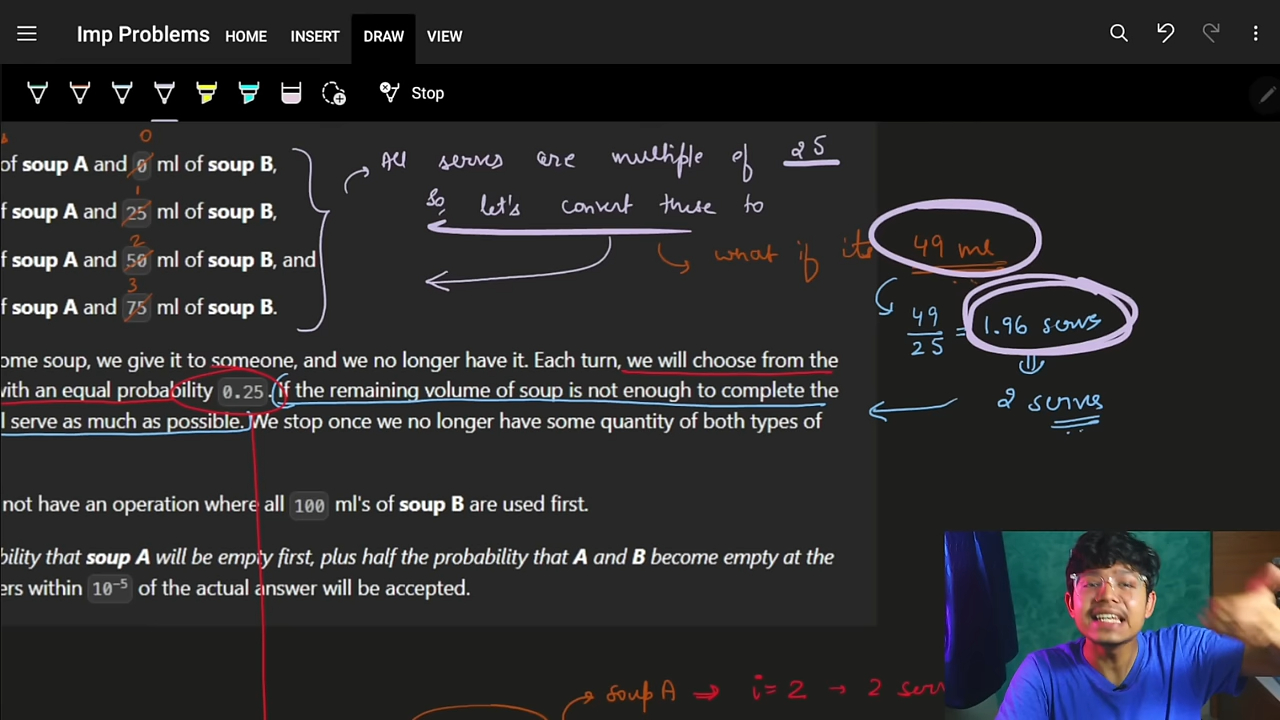 Imp Problems HOME INSERT DRAW VIEW
Stop
of soup A and 0 ml of soup B,
0
f soup A and 25 ml of soup B,
1
f soup A and 50 ml of soup B, and
2
f soup A and 75 ml of soup B.
3
All serves are multiple of 25
So let's convert these to
what if its 49 ml
49/25 = 1.96 servs
2 serves
ome soup, we give it to someone, and we no longer have it. Each turn, we will choose from the
with an equal probability 0.25. If the remaining volume of soup is not enough to complete the
l serve as much as possible. We stop once we no longer have some quantity of both types of
not have an operation where all 100 ml's of soup B are used first.
bility that soup A will be empty first, plus half the probability that A and B become empty at the
ers within 10⁻⁵ of the actual answer will be accepted.
soup A ⇒ i=2 → 2 serv